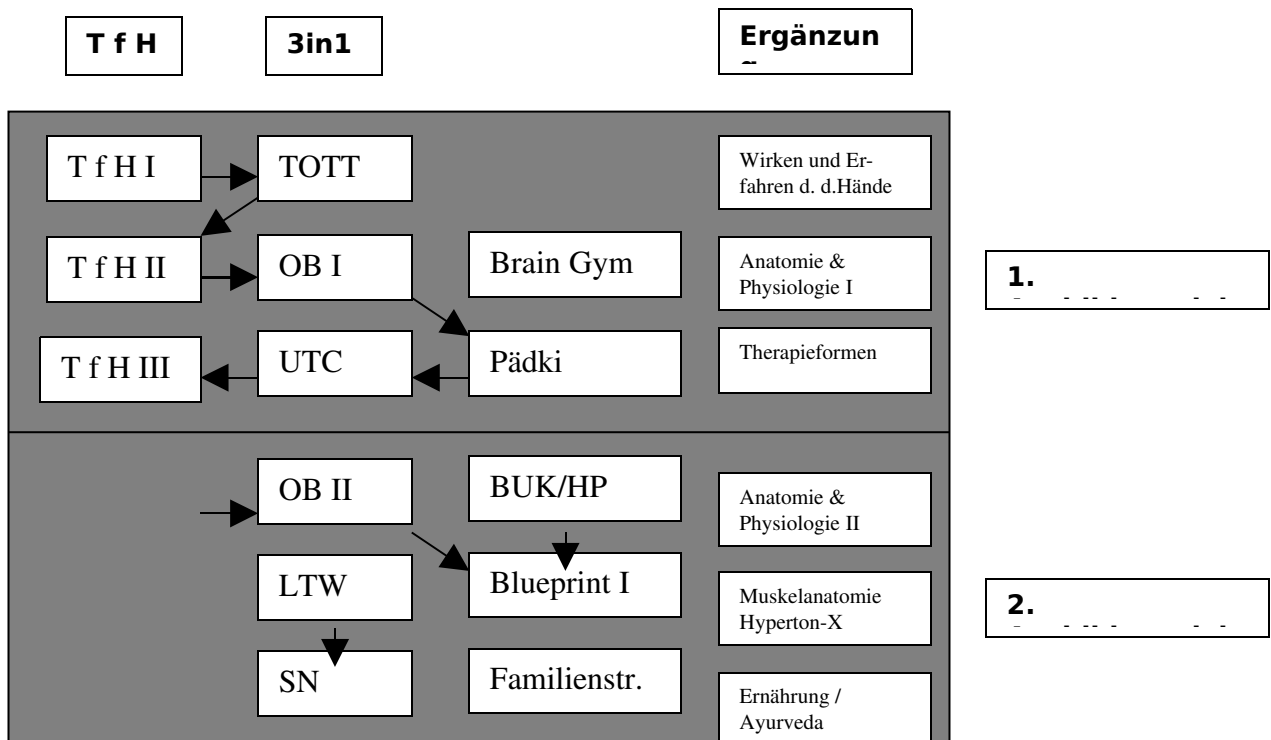 T f H
3in1
Ergänzun
T f H I
TOTT
Wirken und Er-
fahren d. d.Hände
T f H II
OB I
Brain Gym
Anatomie &
Physiologie I
1.
T f H III
UTC
Pädki
Therapieformen
OB II
BUK/HP
Anatomie &
Physiologie II
LTW
Blueprint I
Muskelanatomie
Hyperton-X
2.
SN
Familienstr.
Ernährung /
Ayurveda